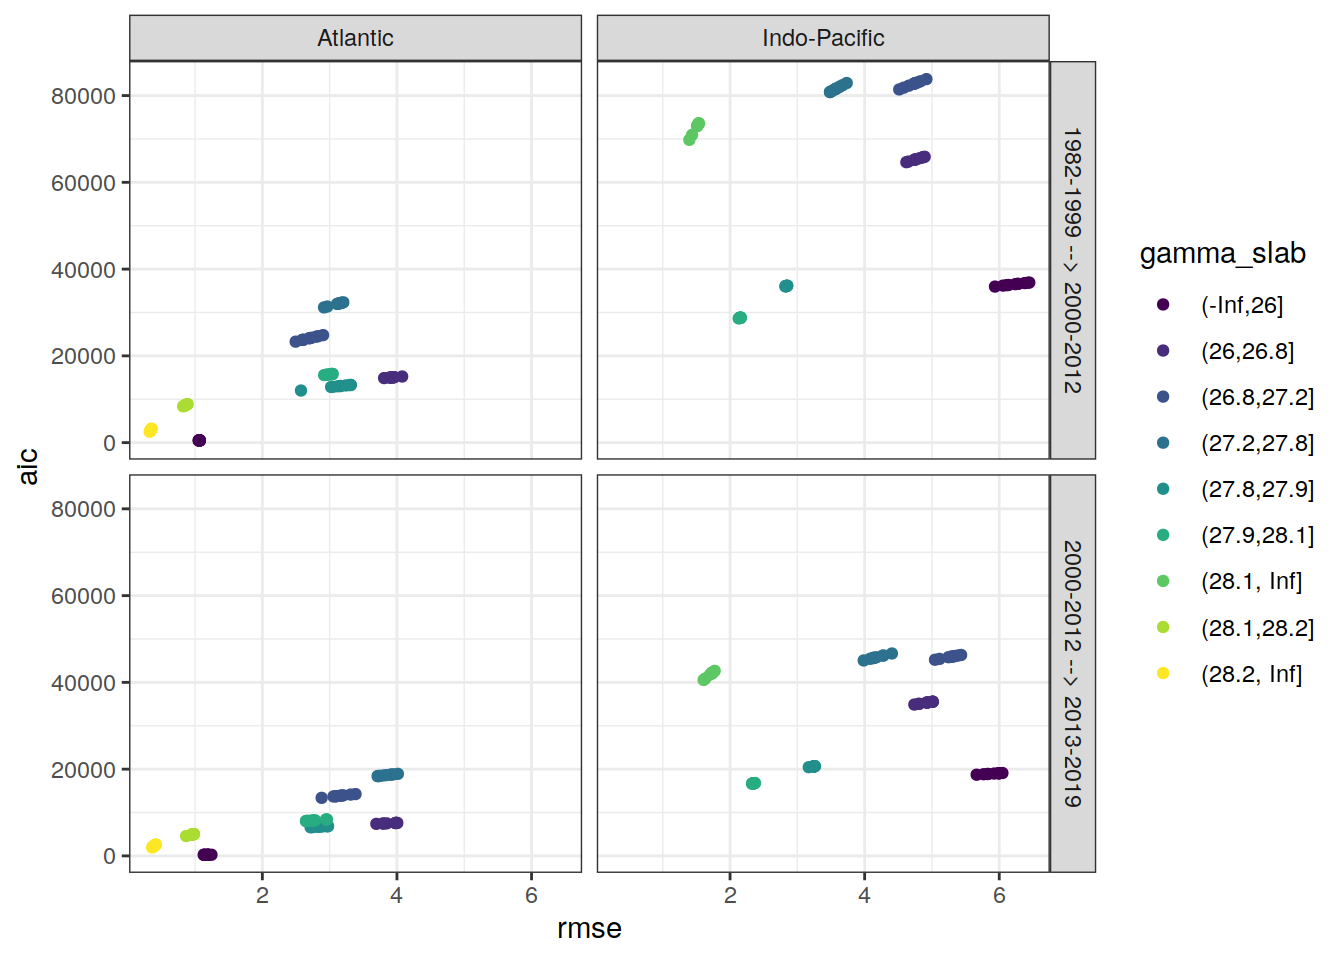 Atlantic
Indo-Pacific
80000
60000
40000
20000
0
1982-1999 --> 2000-2012
80000
60000
40000
20000
0
2000-2012 --> 2013-2019
2 4 6
2 4 6
rmse
aic
gamma_slab
(-Inf,26]
(26,26.8]
(26.8,27.2]
(27.2,27.8]
(27.8,27.9]
(27.9,28.1]
(28.1, Inf]
(28.1,28.2]
(28.2, Inf]